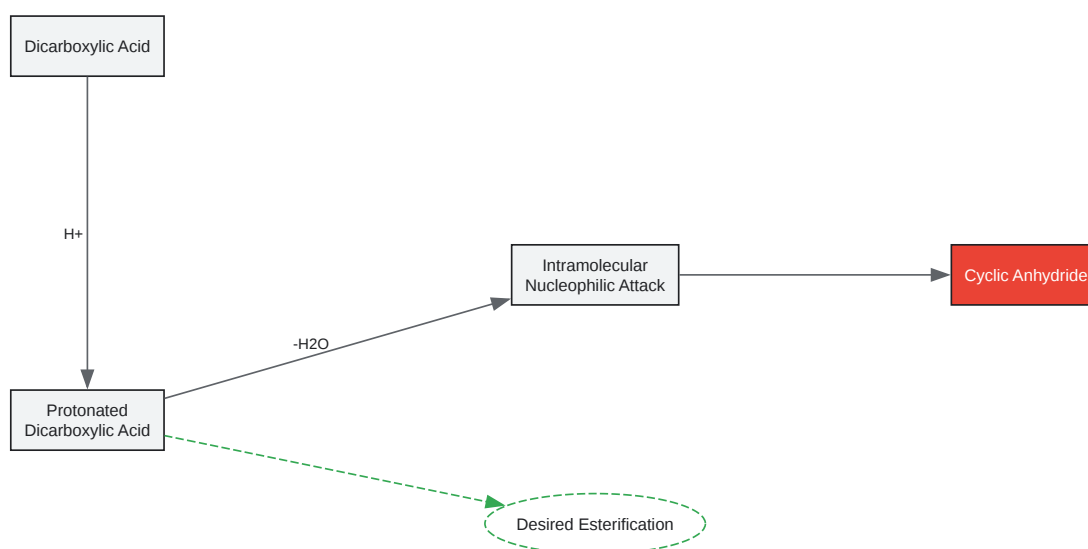 Dicarboxylic Acid
H+
Intramolecular
Nucleophilic Attack
Cyclic Anhydride
-H2O
Protonated
Dicarboxylic Acid
Desired Esterification